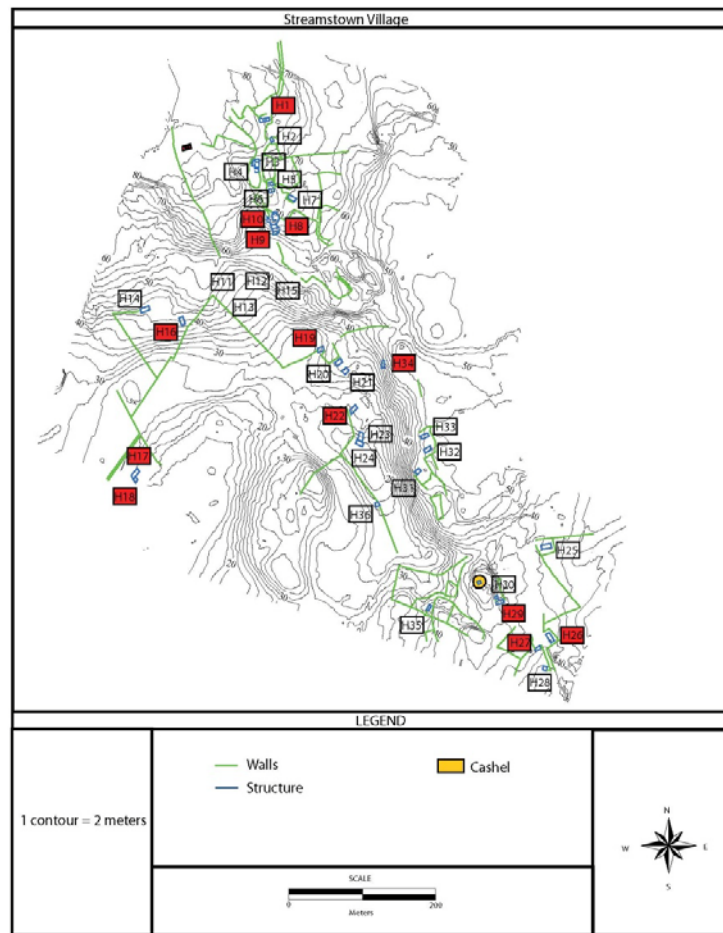 Streamstown Village
H1
H2
H3
H4
H5
H6
H7
H10
H8
H9
H11
H12
H15
H14
H13
H16
H19
H34
H20
H21
H22
H33
H23
H32
H24
H17
H31
H18
H36
H25
H30
H29
H35
H26
H27
H28
LEGEND
1 contour = 2 meters
Walls
Structure
Cashel
SCALE
0 200
Meters
N
W E
S